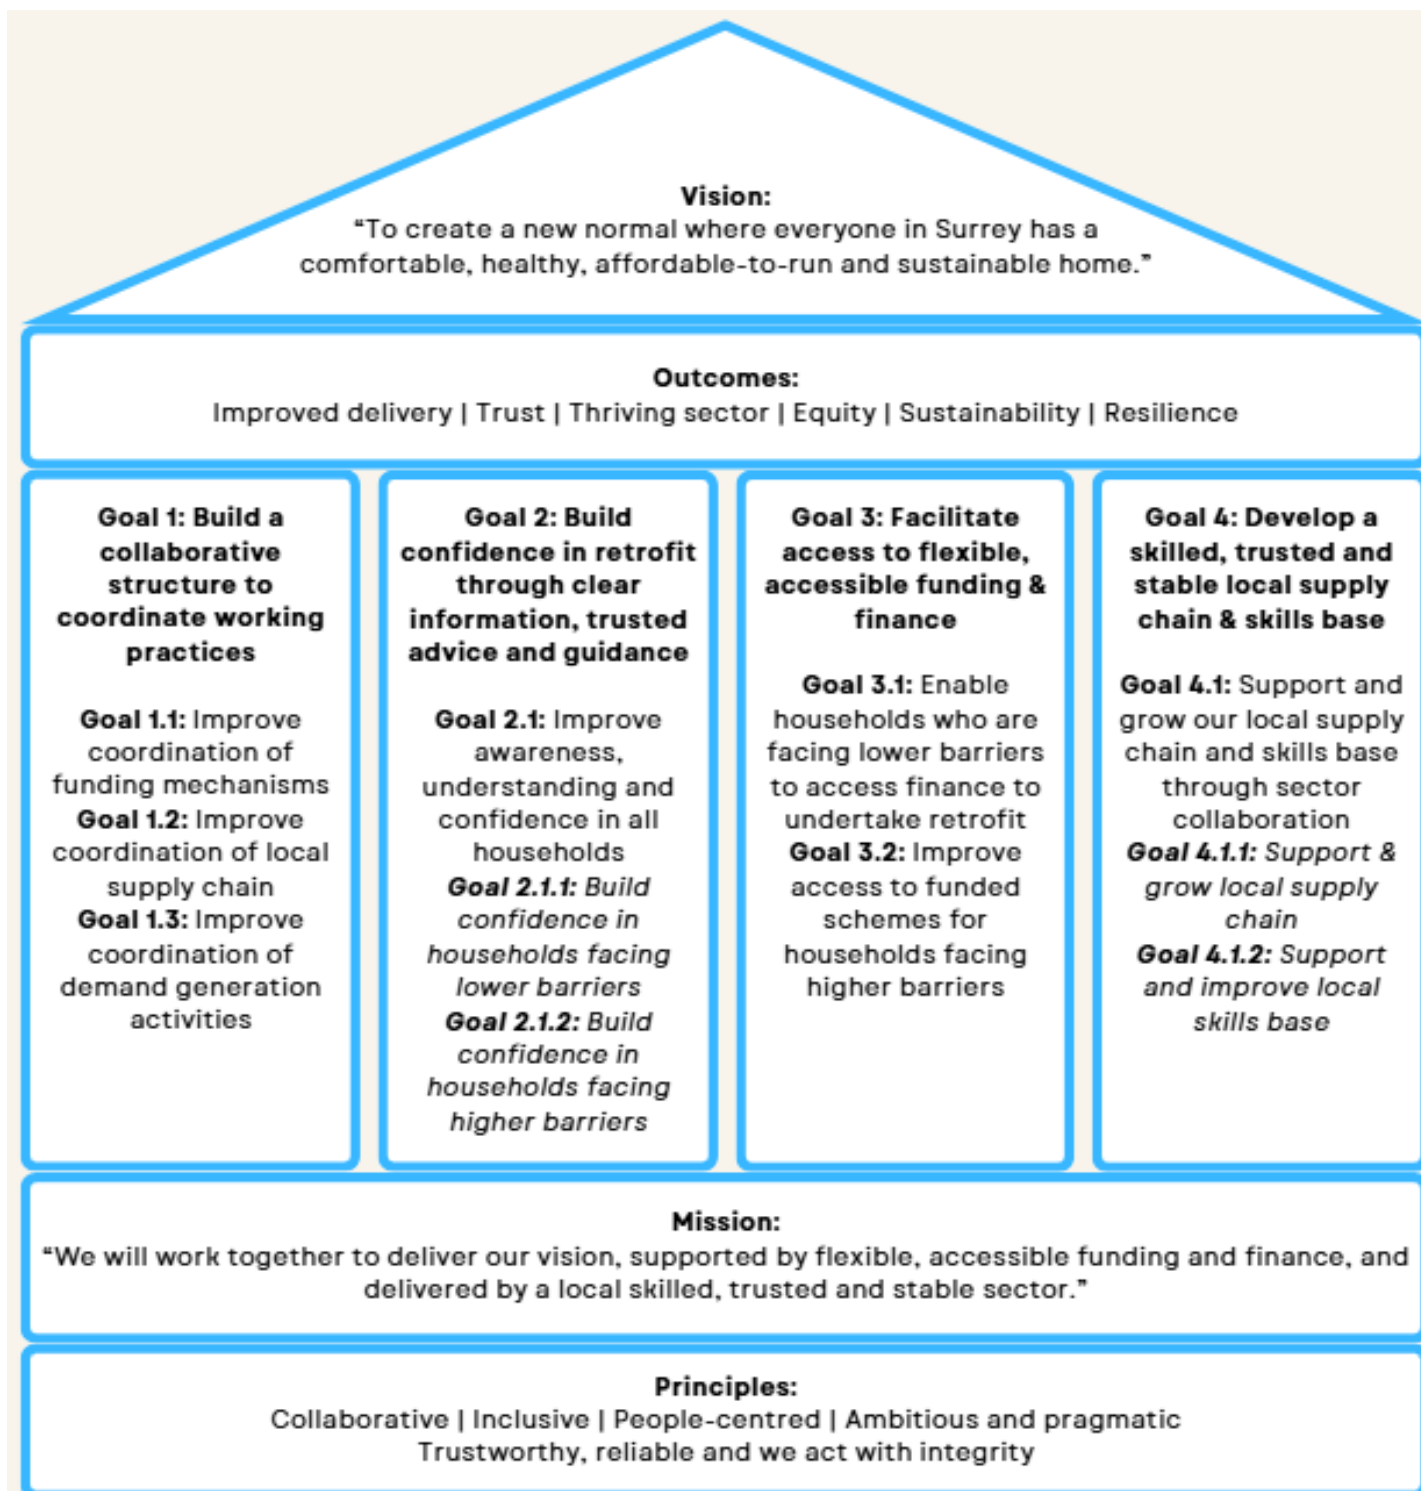 Vision:
“To create a new normal where everyone in Surrey has a
comfortable, healthy, affordable-to-run and sustainable home.”
Outcomes:
Improved delivery | Trust | Thriving sector | Equity | Sustainability | Resilience
Goal 1: Build a
collaborative
structure to
coordinate working
practices
Goal 1.1: Improve
coordination of
funding mechanisms
Goal 1.2: Improve
coordination of local
supply chain
Goal 1.3: Improve
coordination of
demand generation
activities
Goal 2: Build
confidence in retrofit
through clear
information, trusted
advice and guidance
Goal 2.1: Improve
awareness,
understanding and
confidence in all
households
Goal 2.1.1: Build
confidence in
households facing
lower barriers
Goal 2.1.2: Build
confidence in
households facing
higher barriers
Goal 3: Facilitate
access to flexible,
accessible funding &
finance
Goal 3.1: Enable
households who are
facing lower barriers
to access finance to
undertake retrofit
Goal 3.2: Improve
access to funded
schemes for
households facing
higher barriers
Goal 4: Develop a
skilled, trusted and
stable local supply
chain & skills base
Goal 4.1: Support and
grow our local supply
chain and skills base
through sector
collaboration
Goal 4.1.1: Support &
grow local supply
chain
Goal 4.1.2: Support
and improve local
skills base
Mission:
“We will work together to deliver our vision, supported by flexible, accessible funding and finance, and
delivered by a local skilled, trusted and stable sector.”
Principles:
Collaborative | Inclusive | People-centred | Ambitious and pragmatic
Trustworthy, reliable and we act with integrity